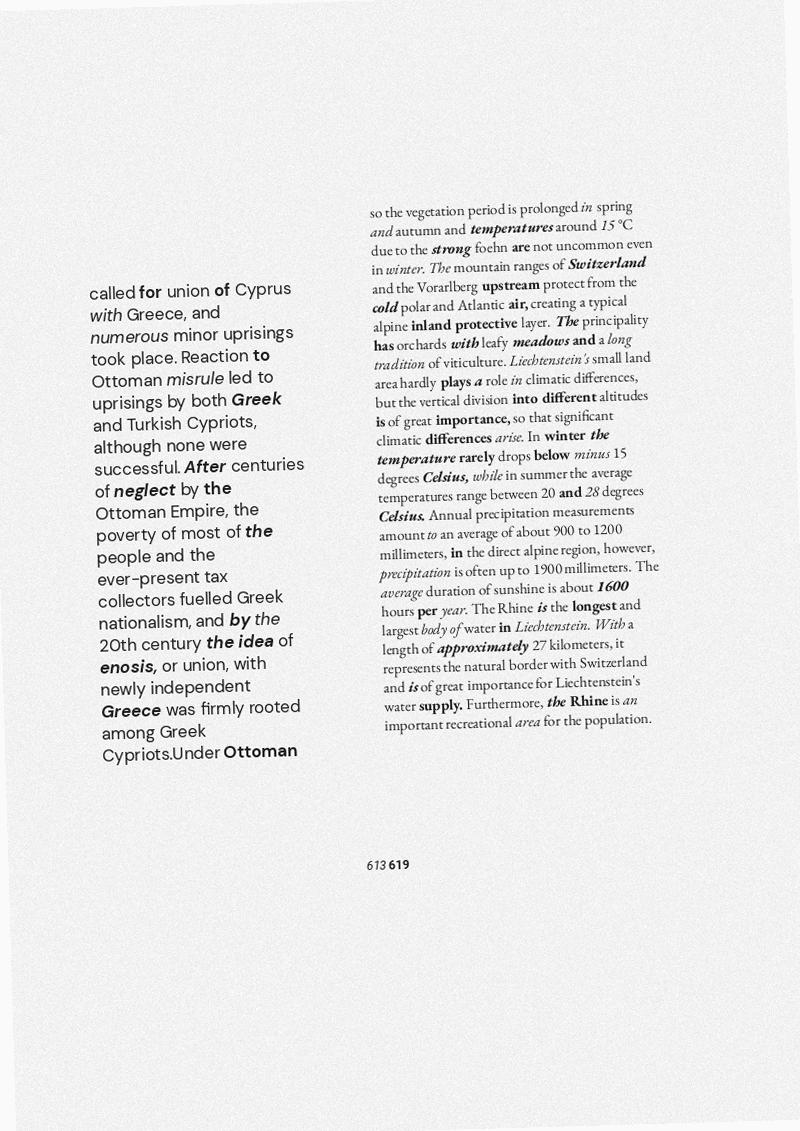 called for union of Cyprus
with Greece, and
numerous minor uprisings
took place. Reaction to
Ottoman misrule led to
uprisings by both Greek
and Turkish Cypriots,
although none were
successful. After centuries
of neglect by the
Ottoman Empire, the
poverty of most of the
people and the
ever-present tax
collectors fuelled Greek
nationalism, and by the
20th century the idea of
enosis, or union, with
newly independent
Greece was firmly rooted
among Greek
Cypriots.Under Ottoman
so the vegetation period is prolonged in spring
and autumn and temperatures around 15 °C
due to the strong foehn are not uncommon even
in winter. The mountain ranges of Switzerland
and the Vorarlberg upstream protect from the
cold polar and Atlantic air, creating a typical
alpine inland protective layer. The principality
has orchards with leafy meadows and a long
tradition of viticulture. Liechtenstein's small land
area hardly plays a role in climatic differences,
but the vertical division into different altitudes
is of great importance, so that significant
climatic differences arise. In winter the
temperature rarely drops below minus 15
degrees Celsius, while in summer the average
temperatures range between 20 and 28 degrees
Celsius. Annual precipitation measurements
amount to an average of about 900 to 1200
millimeters, in the direct alpine region, however,
precipitation is often up to 1900 millimeters. The
average duration of sunshine is about 1600
hours per year. The Rhine is the longest and
largest body of water in Liechtenstein. With a
length of approximately 27 kilometers, it
represents the natural border with Switzerland
and is of great importance for Liechtenstein's
water supply. Furthermore, the Rhine is an
important recreational area for the population.
613 619